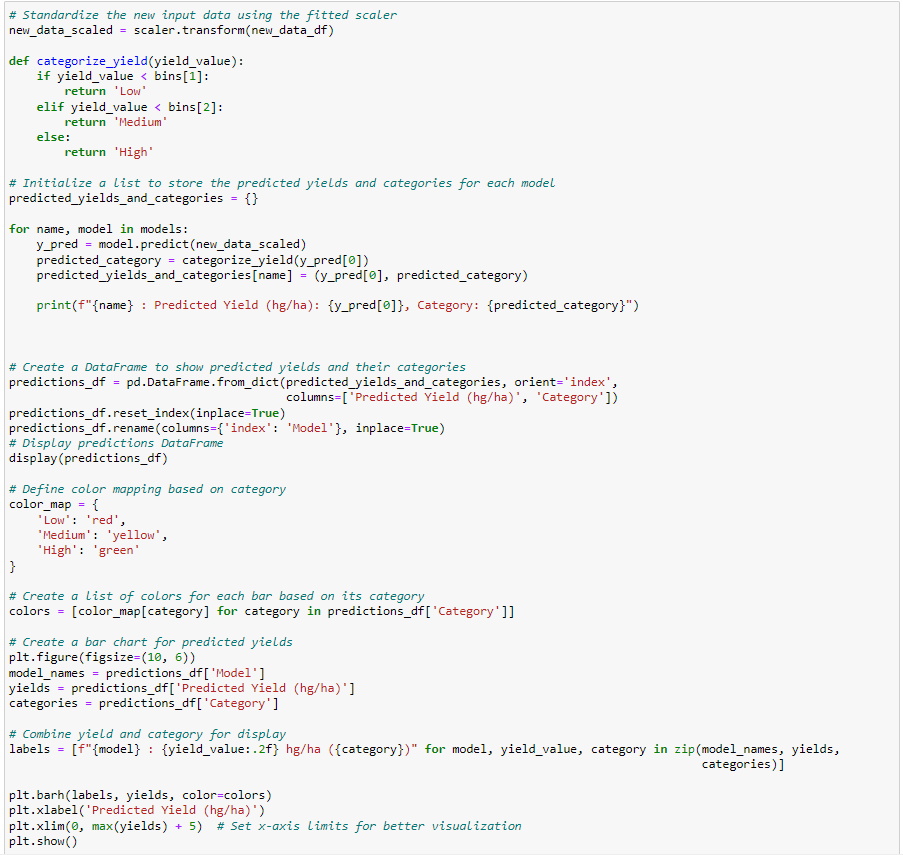 # Standardize the new input data using the fitted scaler
new_data_scaled = scaler.transform(new_data_df)

def categorize_yield(yield_value):
    if yield_value < bins[1]:
        return 'Low'
    elif yield_value < bins[2]:
        return 'Medium'
    else:
        return 'High'

# Initialize a list to store the predicted yields and categories for each model
predicted_yields_and_categories = {}

for name, model in models:
    y_pred = model.predict(new_data_scaled)
    predicted_category = categorize_yield(y_pred[0])
    predicted_yields_and_categories[name] = (y_pred[0], predicted_category)

    print(f"{name} : Predicted Yield (hg/ha): {y_pred[0]}, Category: {predicted_category}")

# Create a DataFrame to show predicted yields and their categories
predictions_df = pd.DataFrame.from_dict(predicted_yields_and_categories, orient='index',
                                        columns=['Predicted Yield (hg/ha)', 'Category'])
predictions_df.reset_index(inplace=True)
predictions_df.rename(columns={'index': 'Model'}, inplace=True)
# Display predictions DataFrame
display(predictions_df)

# Define color mapping based on category
color_map = {
    'Low': 'red',
    'Medium': 'yellow',
    'High': 'green'
}

# Create a list of colors for each bar based on its category
colors = [color_map[category] for category in predictions_df['Category']]

# Create a bar chart for predicted yields
plt.figure(figsize=(10, 6))
model_names = predictions_df['Model']
yields = predictions_df['Predicted Yield (hg/ha)']
categories = predictions_df['Category']

# Combine yield and category for display
labels = [f"{model} : {yield_value:.2f} hg/ha ({category})" for model, yield_value, category in zip(model_names, yields,
                                                                                                    categories)]

plt.barh(labels, yields, color=colors)
plt.xlabel('Predicted Yield (hg/ha)')
plt.xlim(0, max(yields) + 5)  # Set x-axis limits for better visualization
plt.show()